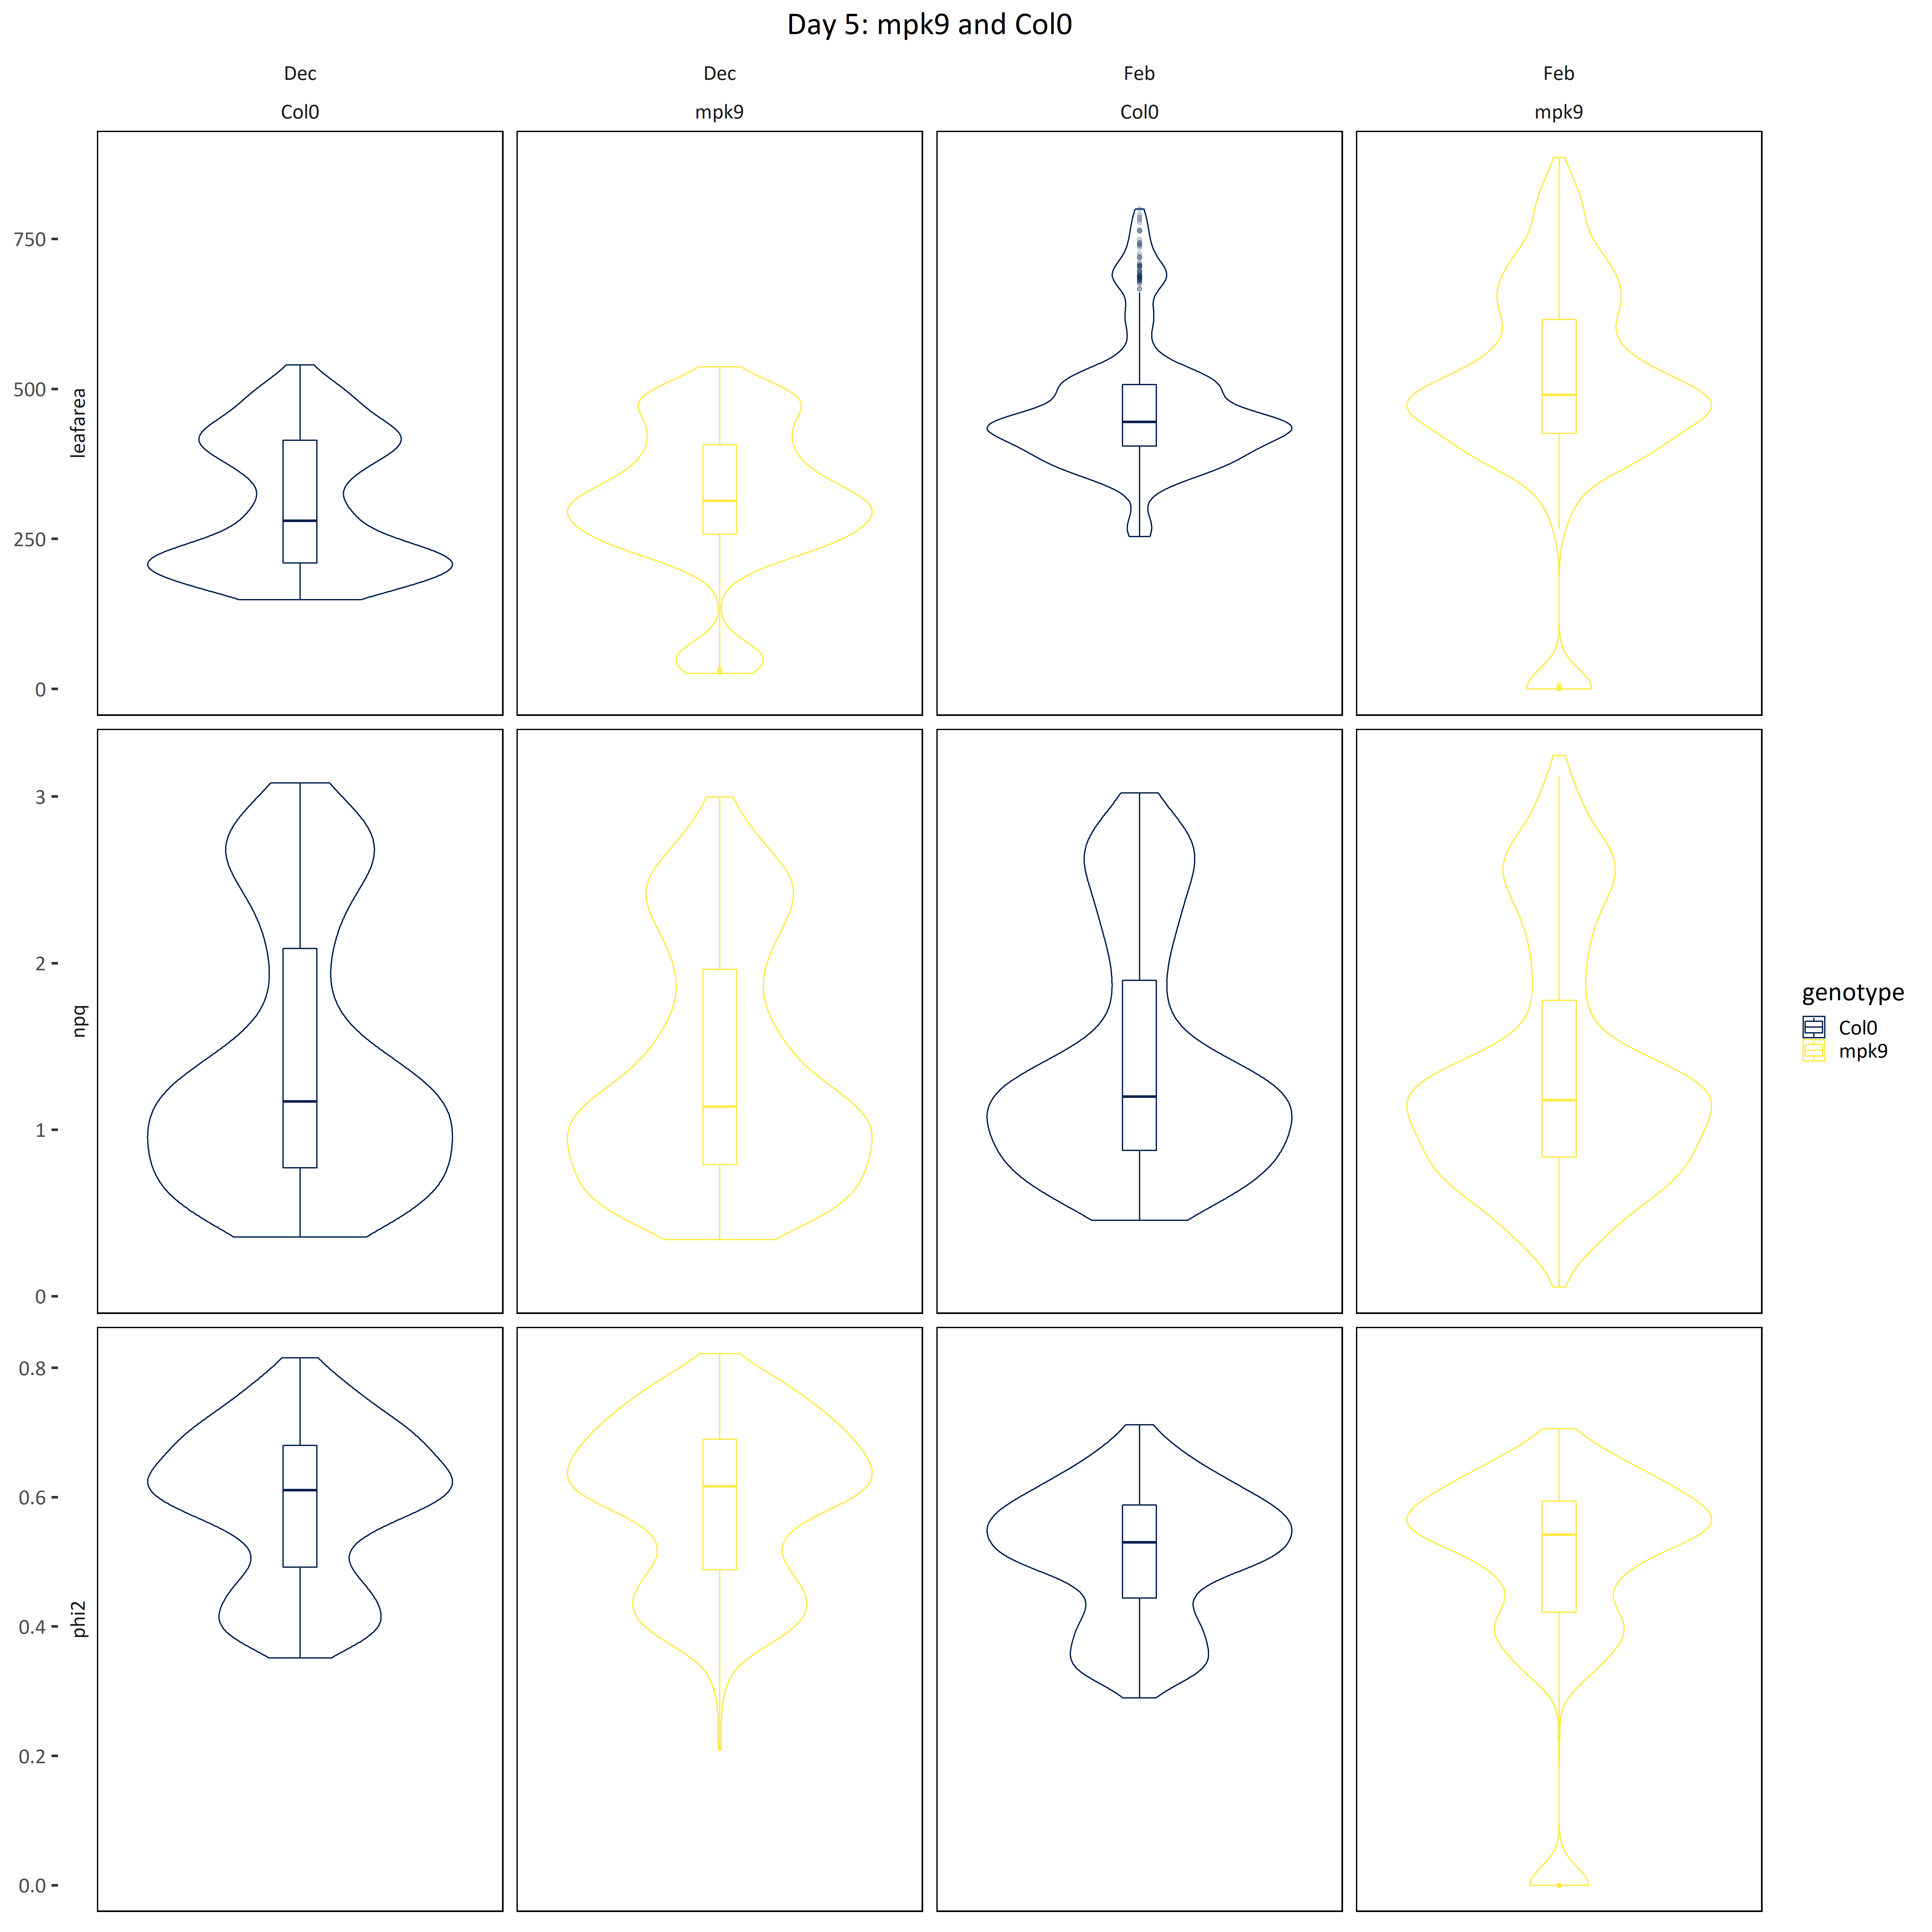 Day 5: mpk9 and Col0
Dec Dec Feb Feb
Col0 mpk9 Col0 mpk9
750
500
250
0
leafarea
3
2
1
0
npq
0.8
0.6
0.4
0.2
0.0
phi2
genotype
Col0
mpk9